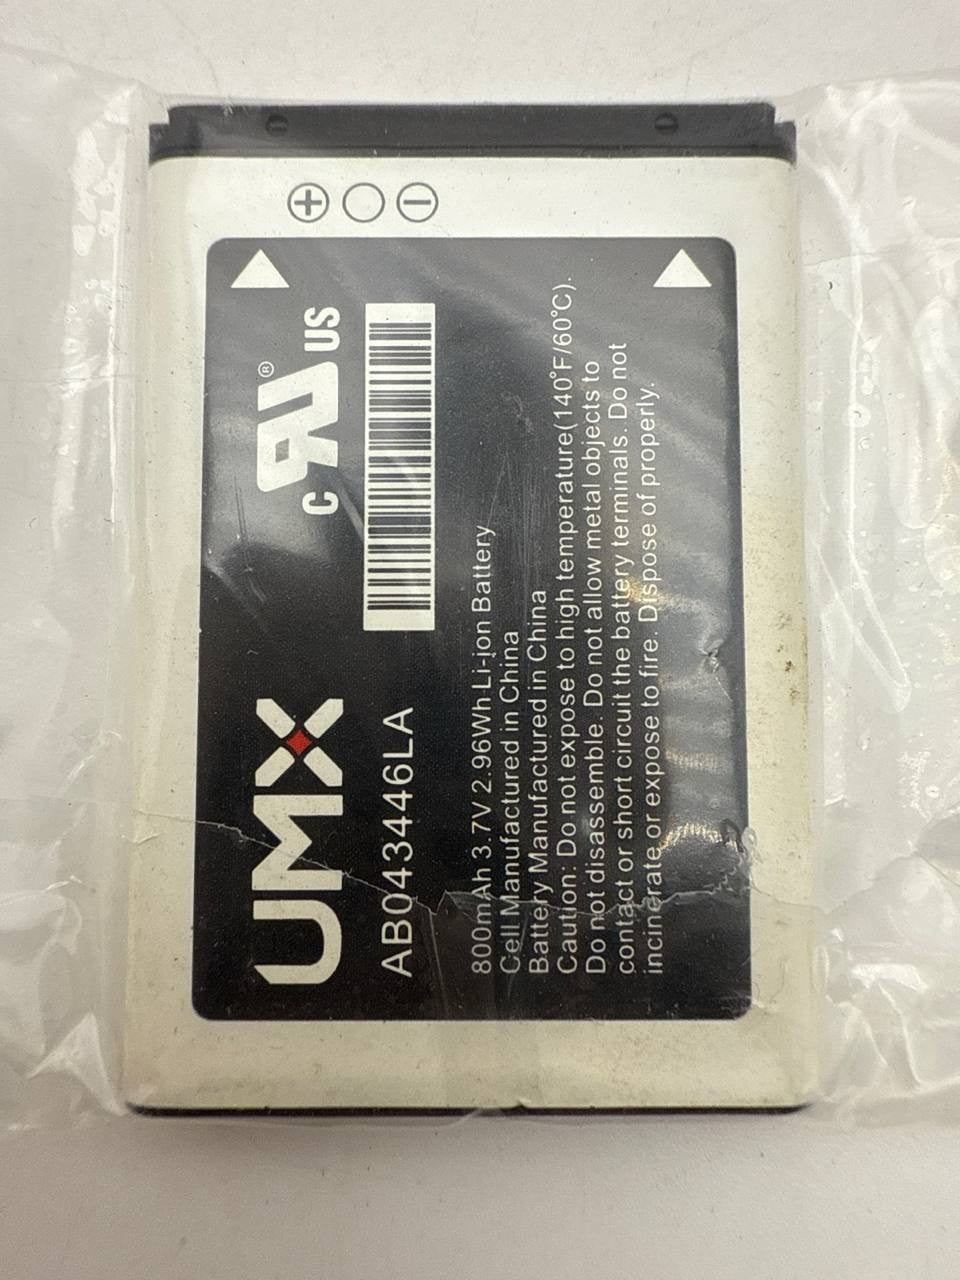 UMX
AB043446LA
c RU® US
800mAh 3.7V 2.96Wh Li-ion Battery
Cell Manufactured in China
Battery Manufactured in China
Caution: Do not expose to high temperature(140°F/60°C).
Do not disassemble. Do not allow metal objects to
contact or short circuit the battery terminals. Do not
incinerate or expose to fire. Dispose of properly.